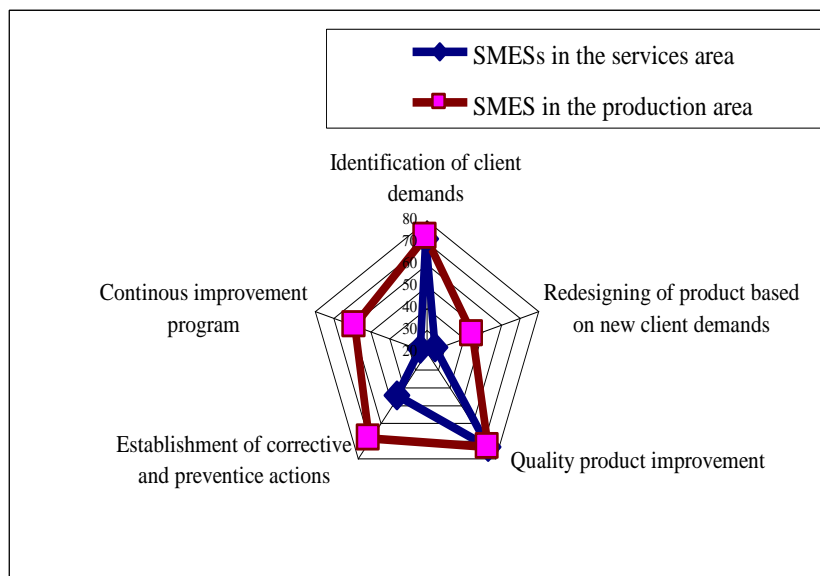 SMESs in the services area
SMES in the production area
Identification of client
demands
80
70
60
50
40
30
20
Redesigning of product based
on new client demands
Quality product improvement
Establishment of corrective
and preventice actions
Continous improvement
program